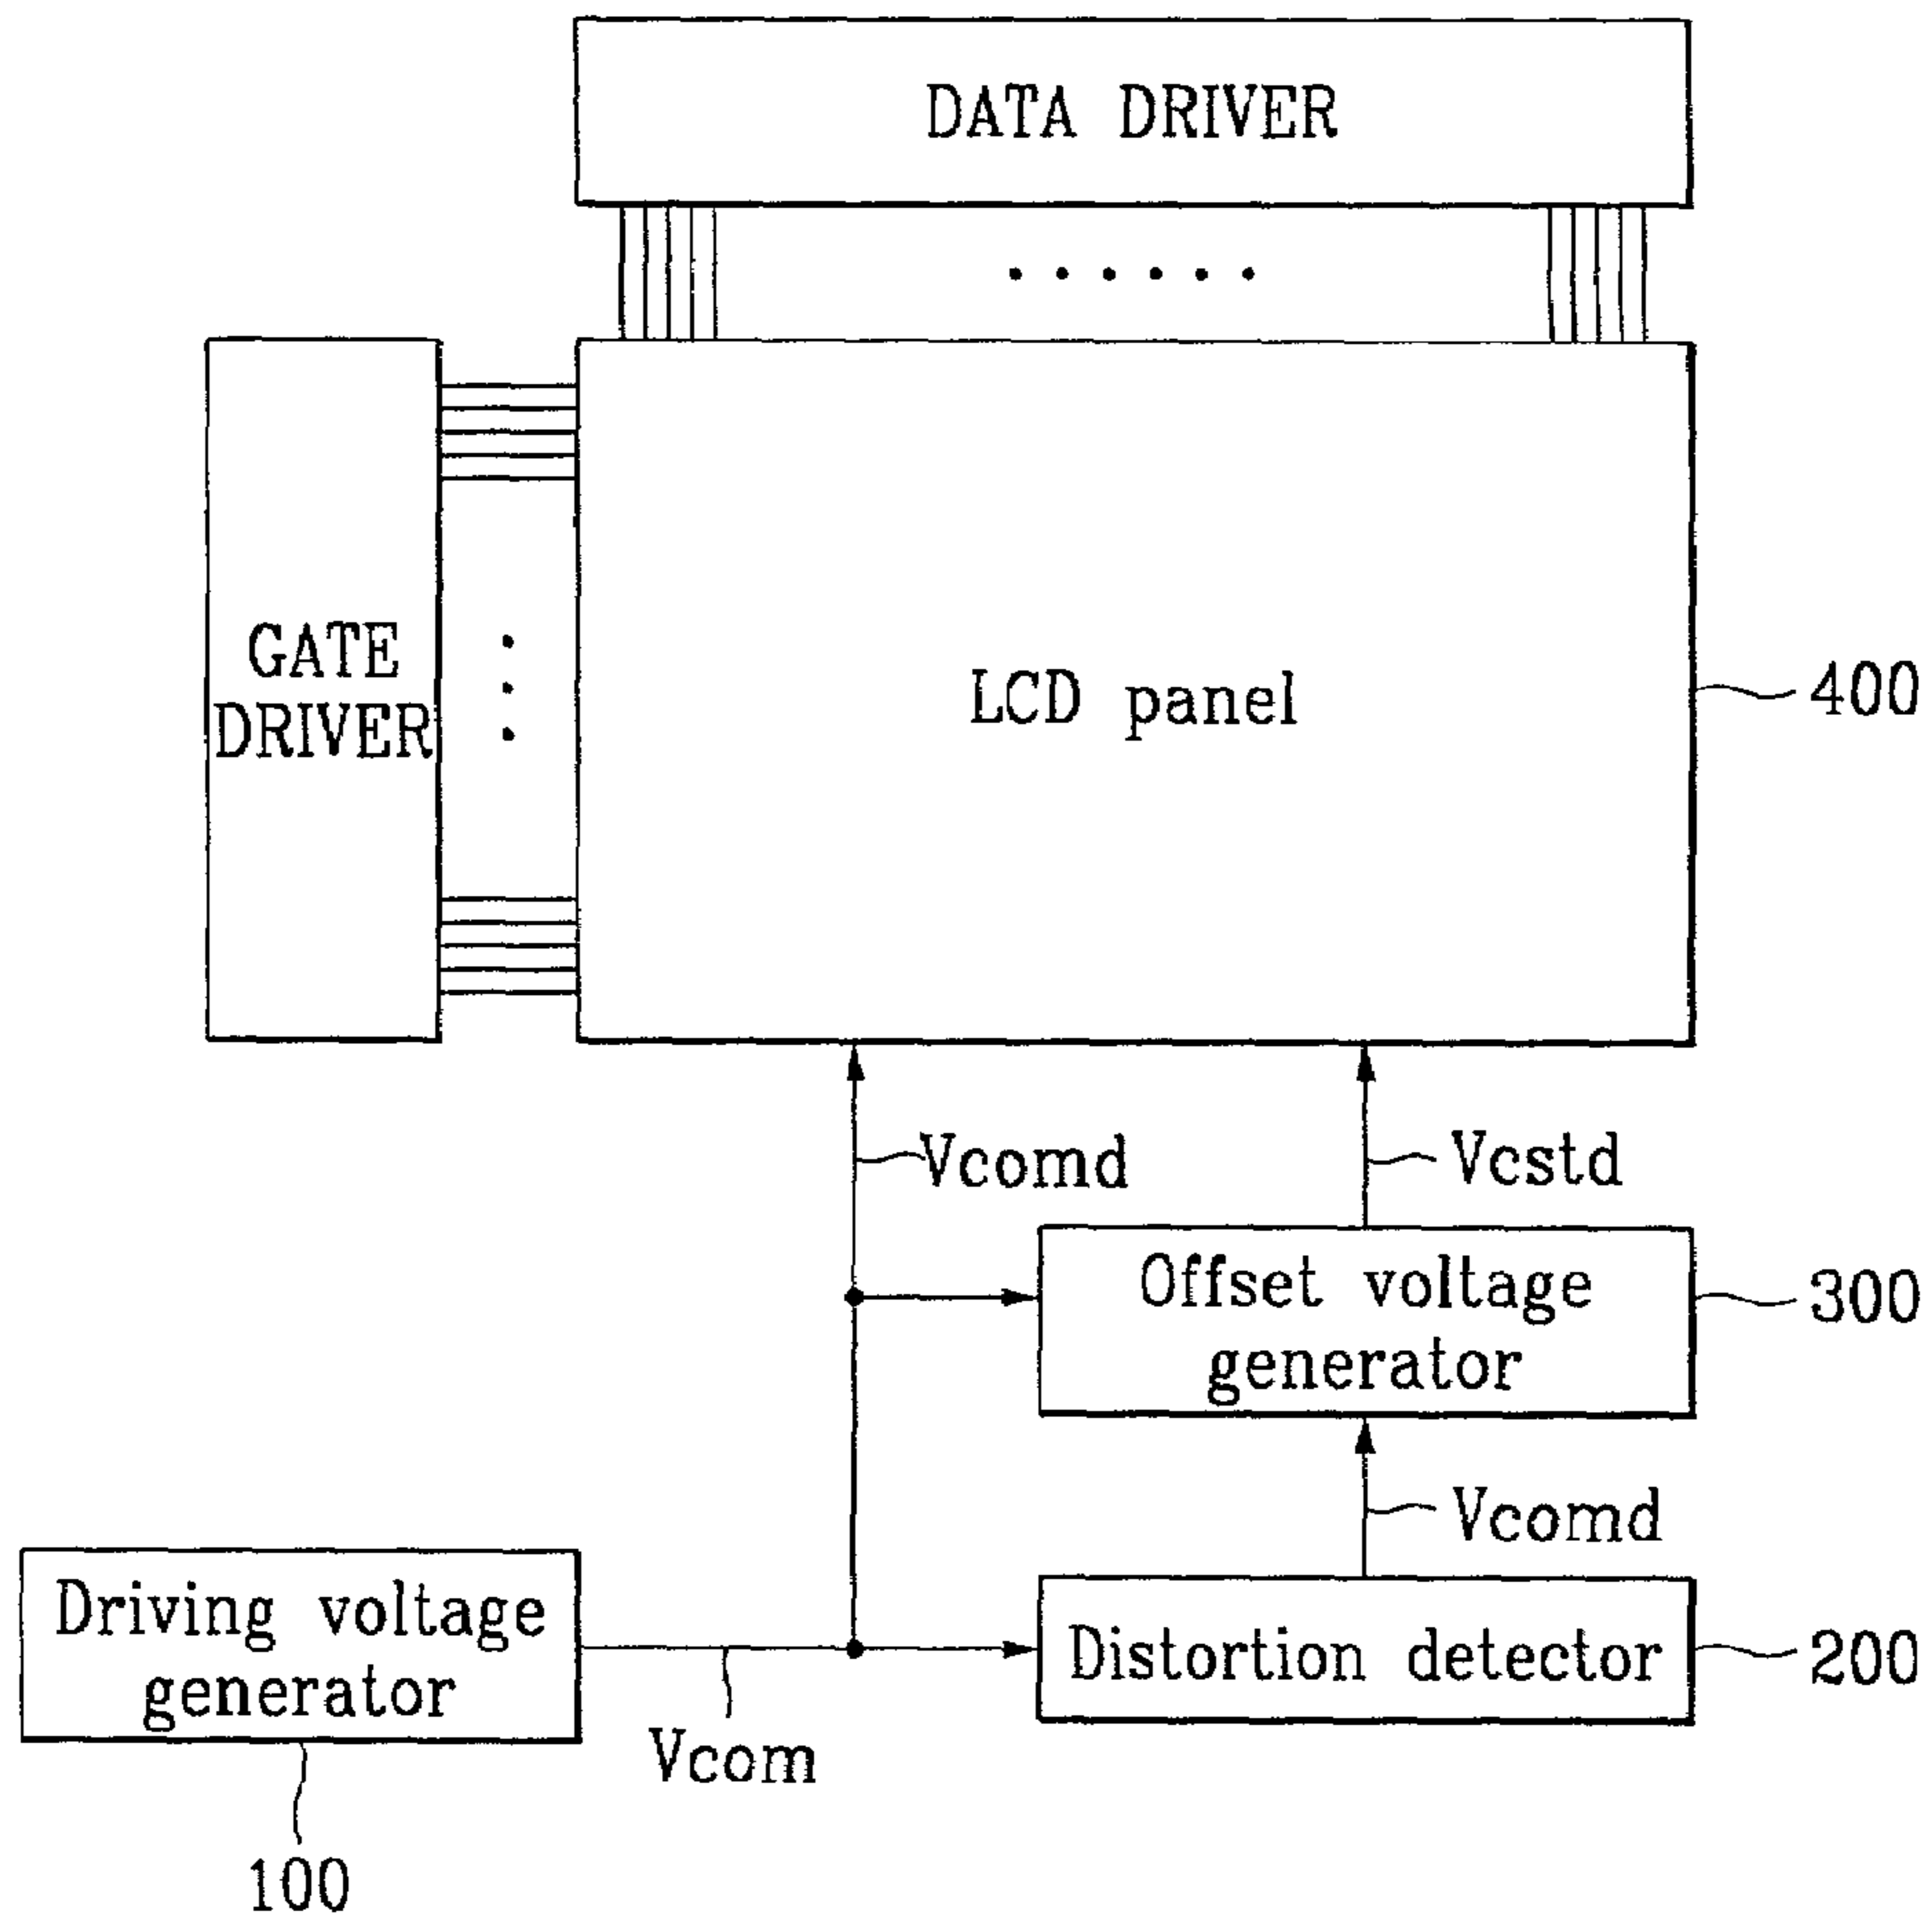 DATA DRIVER
GATE
DRIVER
LCD panel
400
Vcomd
Vcstd
Offset voltage
generator
300
Vcomd
Driving voltage
generator
Distortion detector
200
Vcom
100